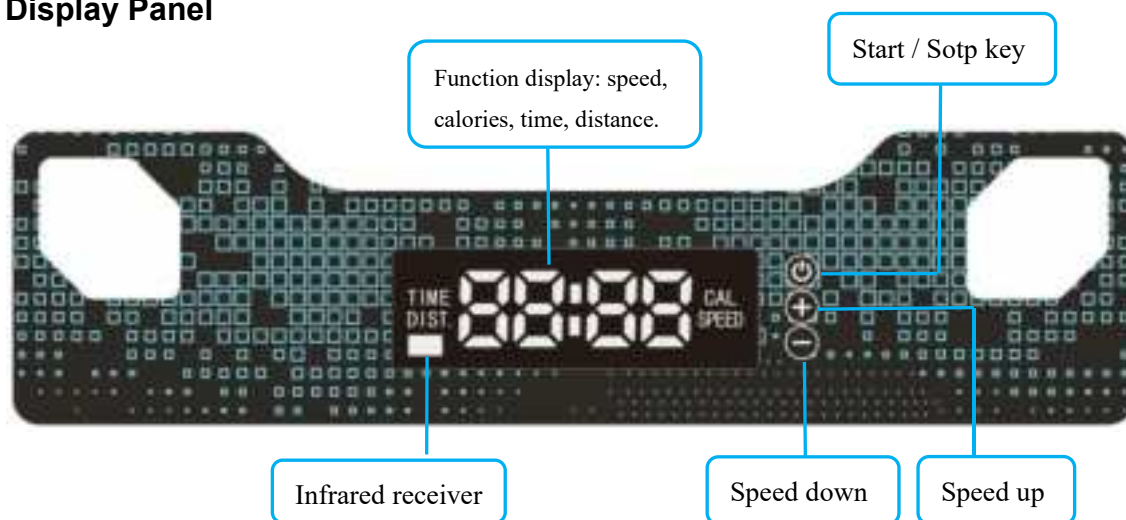 Display Panel
Start / Sotp key
Function display: speed,
calories, time, distance.
TIME
DIST.
88:88
CAL
SPEED
Infrared receiver
Speed down
Speed up